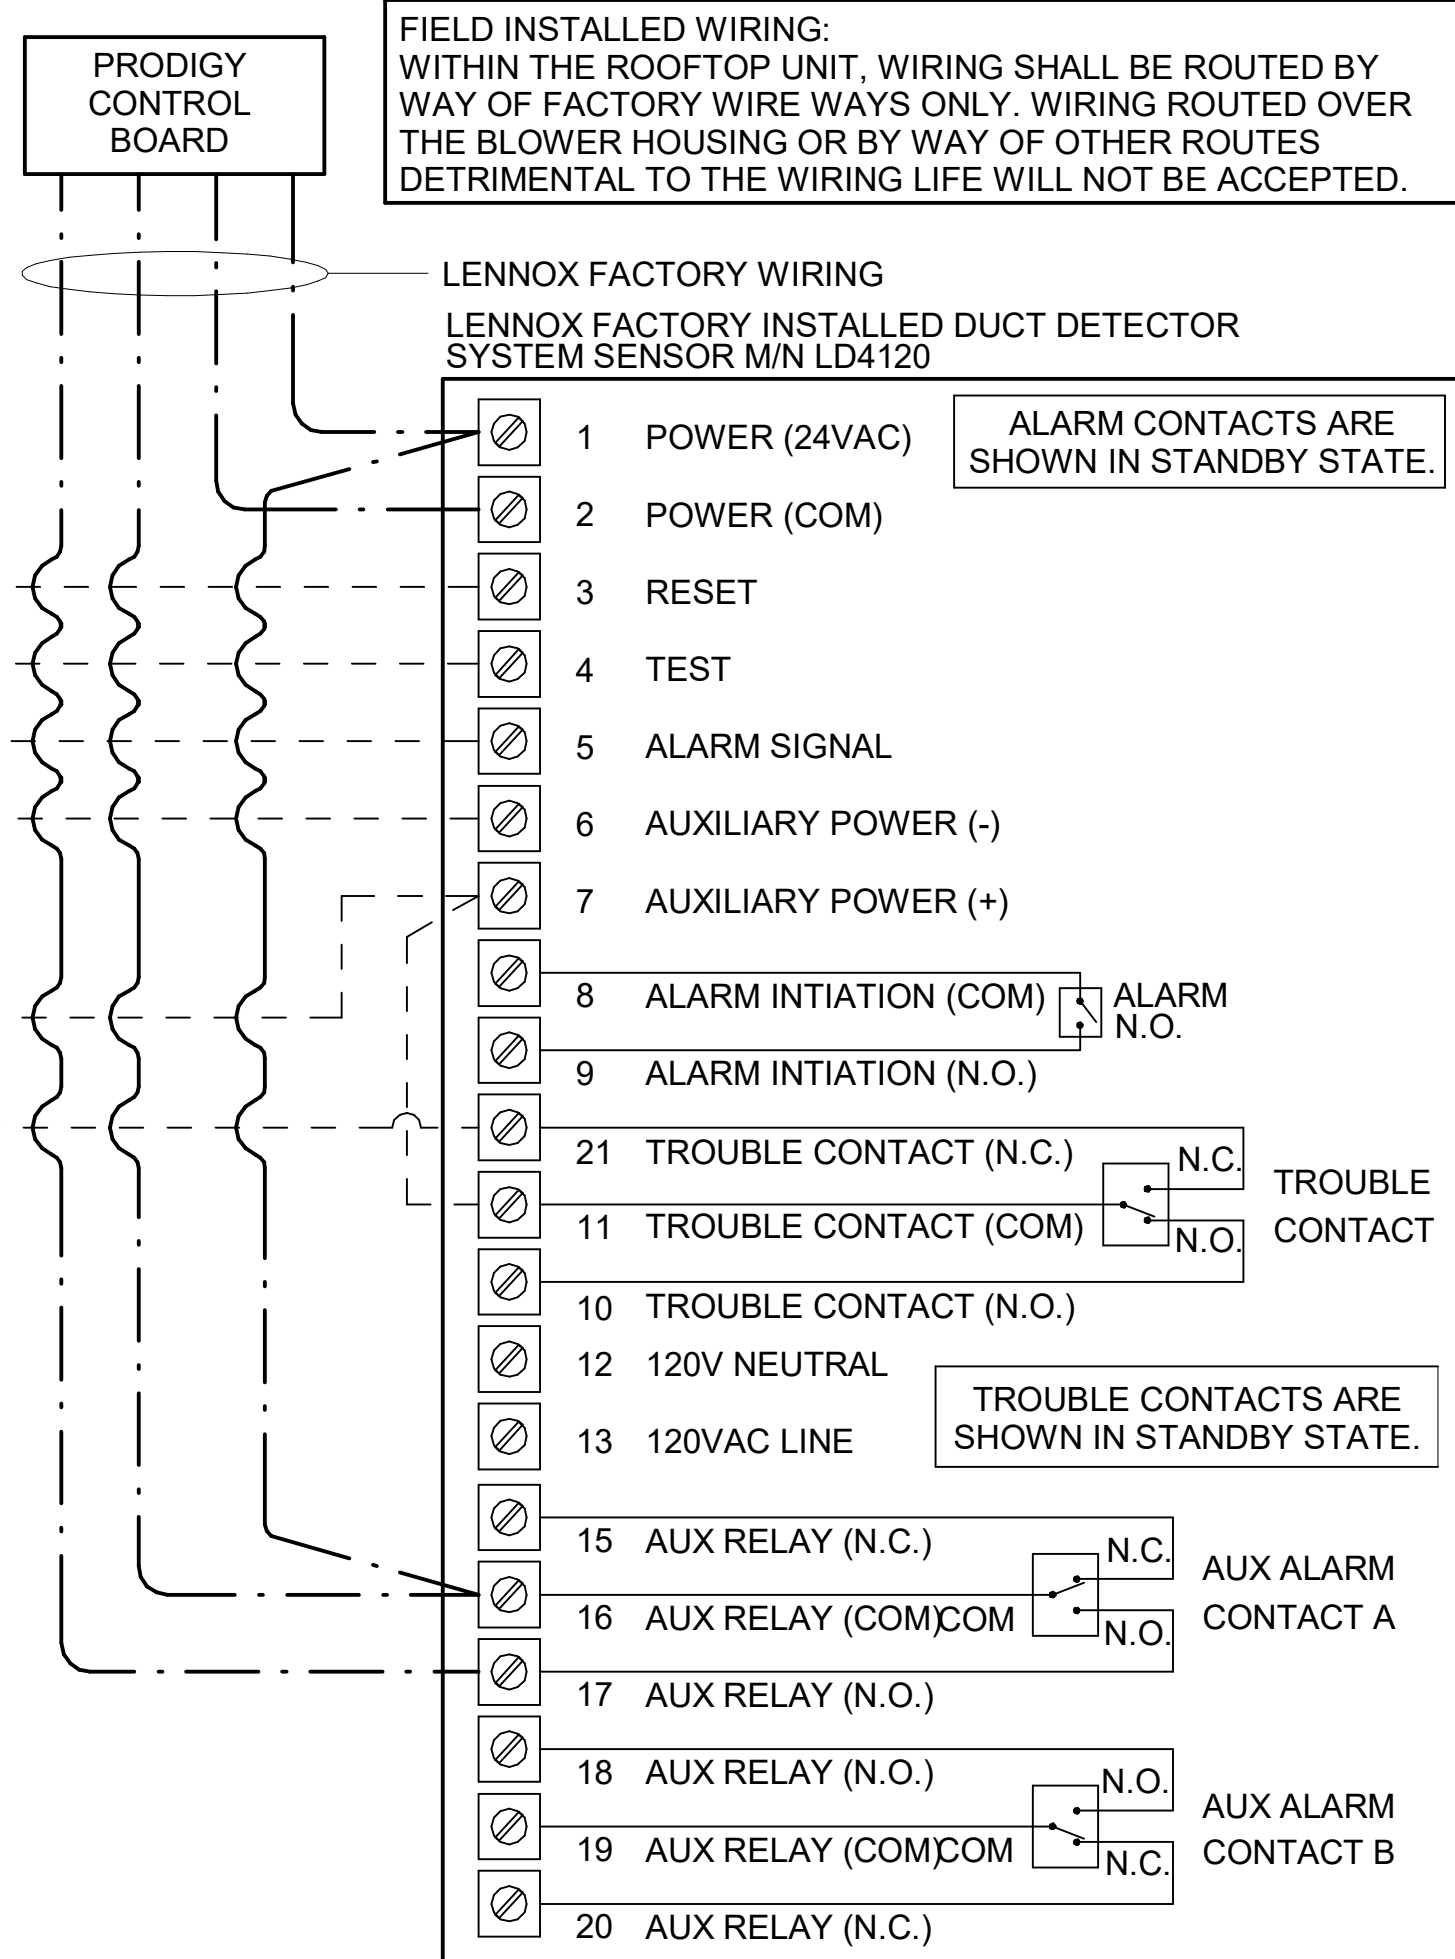 FIELD INSTALLED WIRING:
WITHIN THE ROOFTOP UNIT, WIRING SHALL BE ROUTED BY
WAY OF FACTORY WIRE WAYS ONLY. WIRING ROUTED OVER
THE BLOWER HOUSING OR BY WAY OF OTHER ROUTES
DETRIMENTAL TO THE WIRING LIFE WILL NOT BE ACCEPTED.
PRODIGY
CONTROL
BOARD
LENNOX FACTORY WIRING
LENNOX FACTORY INSTALLED DUCT DETECTOR
SYSTEM SENSOR M/N LD4120
ALARM CONTACTS ARE
SHOWN IN STANDBY STATE.
1 POWER (24VAC)
2 POWER (COM)
3 RESET
4 TEST
5 ALARM SIGNAL
6 AUXILIARY POWER (-)
7 AUXILIARY POWER (+)
8 ALARM INTIATION (COM)
ALARM
N.O.
9 ALARM INTIATION (N.O.)
21 TROUBLE CONTACT (N.C.)
N.C.
TROUBLE
CONTACT
11 TROUBLE CONTACT (COM)
N.O.
10 TROUBLE CONTACT (N.O.)
12 120V NEUTRAL
13 120VAC LINE
TROUBLE CONTACTS ARE
SHOWN IN STANDBY STATE.
15 AUX RELAY (N.C.)
N.C.
AUX ALARM
CONTACT A
16 AUX RELAY (COM)COM
N.O.
17 AUX RELAY (N.O.)
18 AUX RELAY (N.O.)
N.O.
AUX ALARM
CONTACT B
19 AUX RELAY (COM)COM
N.C.
20 AUX RELAY (N.C.)